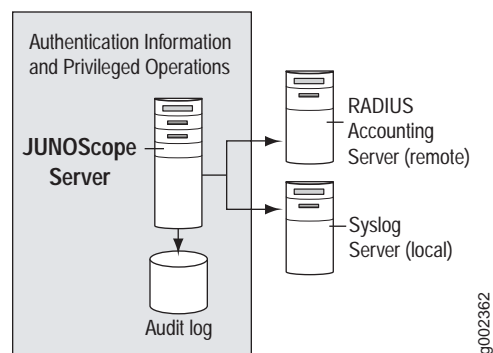 Authentication Information
and Privileged Operations
JUNOScope
Server
RADIUS
Accounting
Server (remote)
Syslog
Server (local)
Audit log
g002362